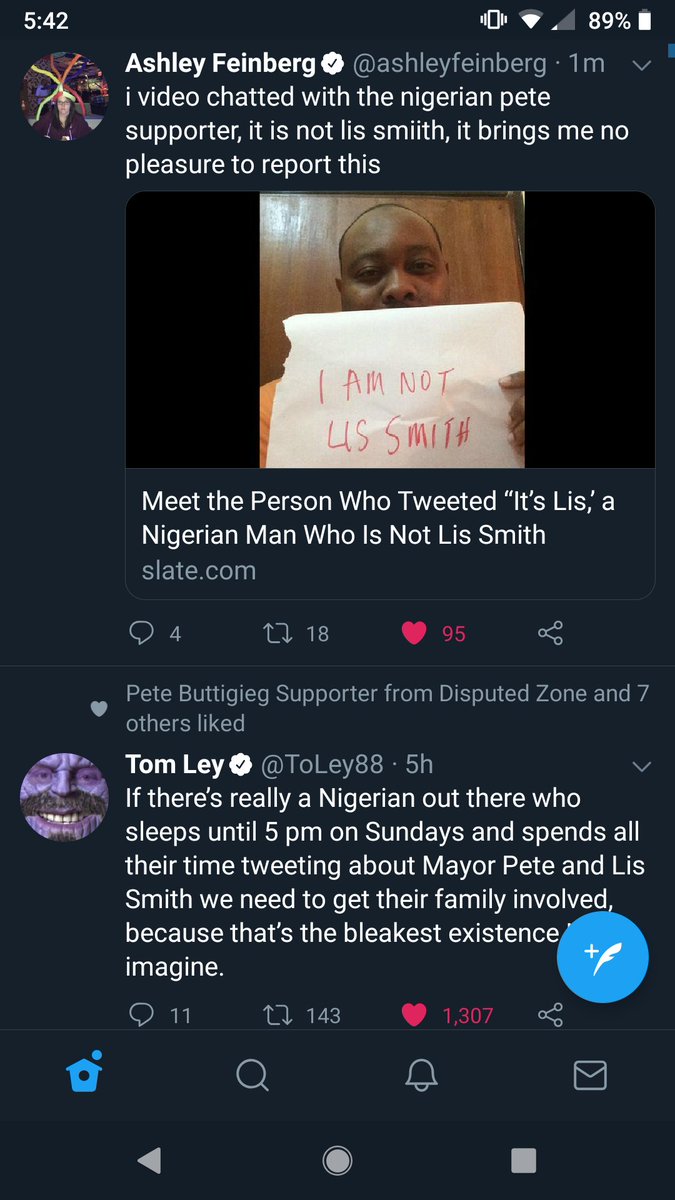 5:42
89%
Ashley Feinberg @ashleyfeinberg · 1m
i video chatted with the nigerian pete
supporter, it is not lis smiith, it brings me no
pleasure to report this
I AM NOT
LIS SMITH
Meet the Person Who Tweeted “It’s Lis,’ a
Nigerian Man Who Is Not Lis Smith
slate.com
4 18 95
Pete Buttigieg Supporter from Disputed Zone and 7
others liked
Tom Ley @ToLey88 · 5h
If there’s really a Nigerian out there who
sleeps until 5 pm on Sundays and spends all
their time tweeting about Mayor Pete and Lis
Smith we need to get their family involved,
because that’s the bleakest existence
imagine.
11 143 1,307